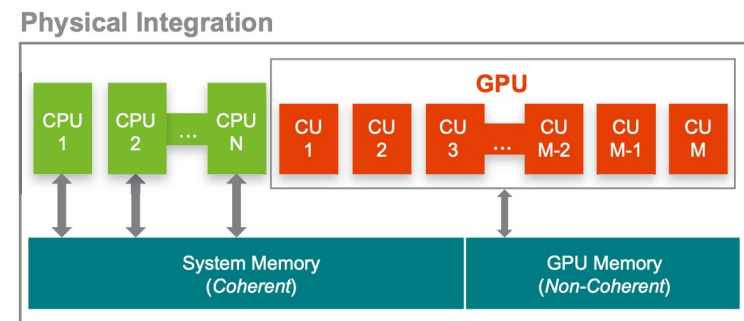 Physical Integration
GPU
CPU
1
CPU
2
...
CPU
N
CU
1
CU
2
CU
3
...
CU
M-2
CU
M-1
CU
M
System Memory
(Coherent)
GPU Memory
(Non-Coherent)